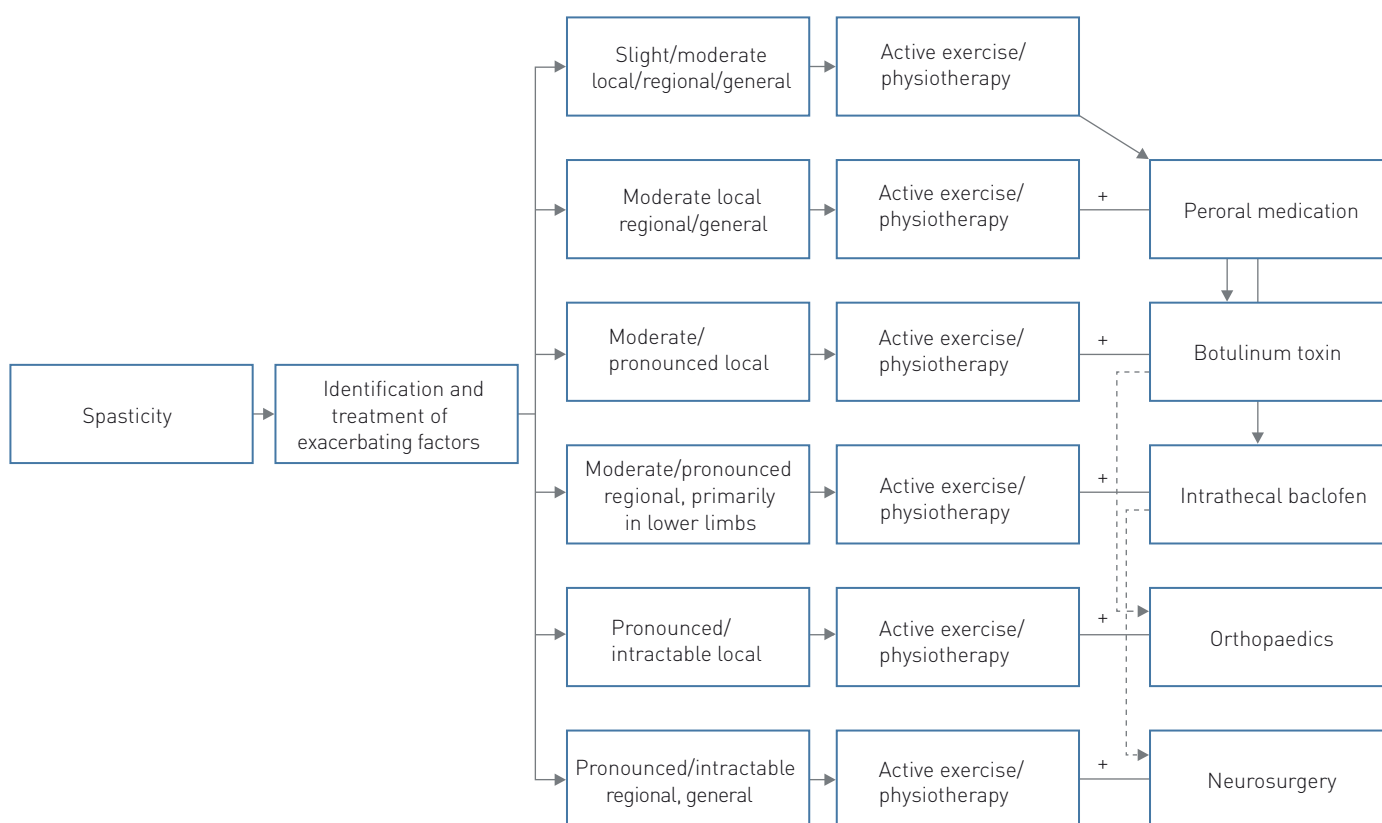 Spasticity
Identification and
treatment of
exacerbating factors
Slight/moderate
local/regional/general
Active exercise/
physiotherapy
Moderate local
regional/general
Active exercise/
physiotherapy
+
Peroral medication
Moderate/
pronounced local
Active exercise/
physiotherapy
+
Botulinum toxin
Moderate/pronounced
regional, primarily
in lower limbs
Active exercise/
physiotherapy
+
Intrathecal baclofen
Pronounced/
intractable local
Active exercise/
physiotherapy
+
Orthopaedics
Pronounced/intractable
regional, general
Active exercise/
physiotherapy
+
Neurosurgery